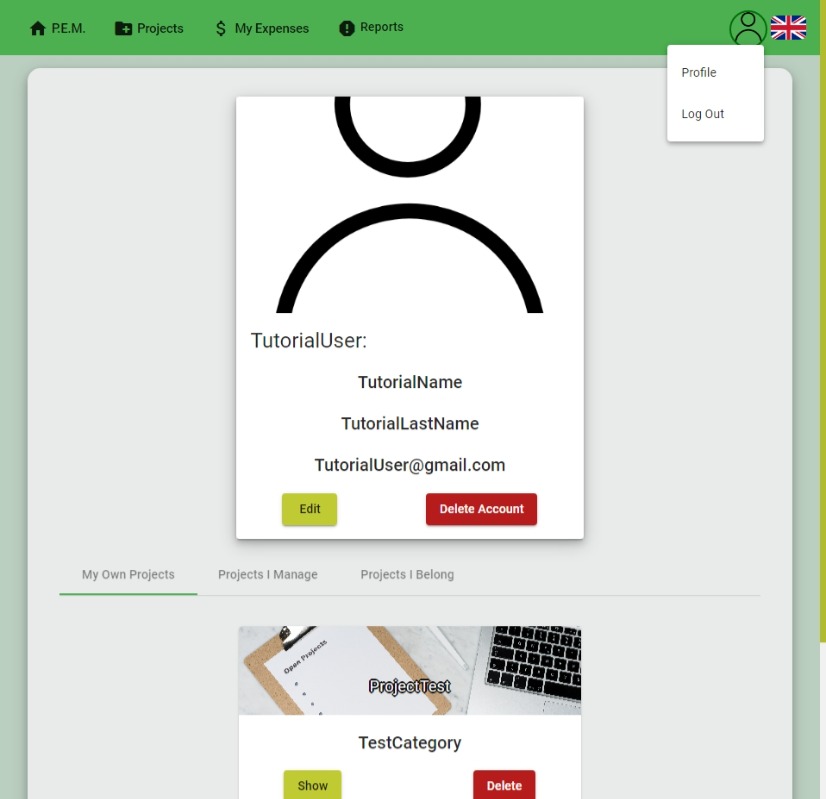 P.E.M. Projects My Expenses Reports
Profile
Log Out
TutorialUser:
TutorialName
TutorialLastName
TutorialUser@gmail.com
Edit Delete Account
My Own Projects Projects I Manage Projects I Belong
Open Projects
ProjectTest
TestCategory
Show Delete